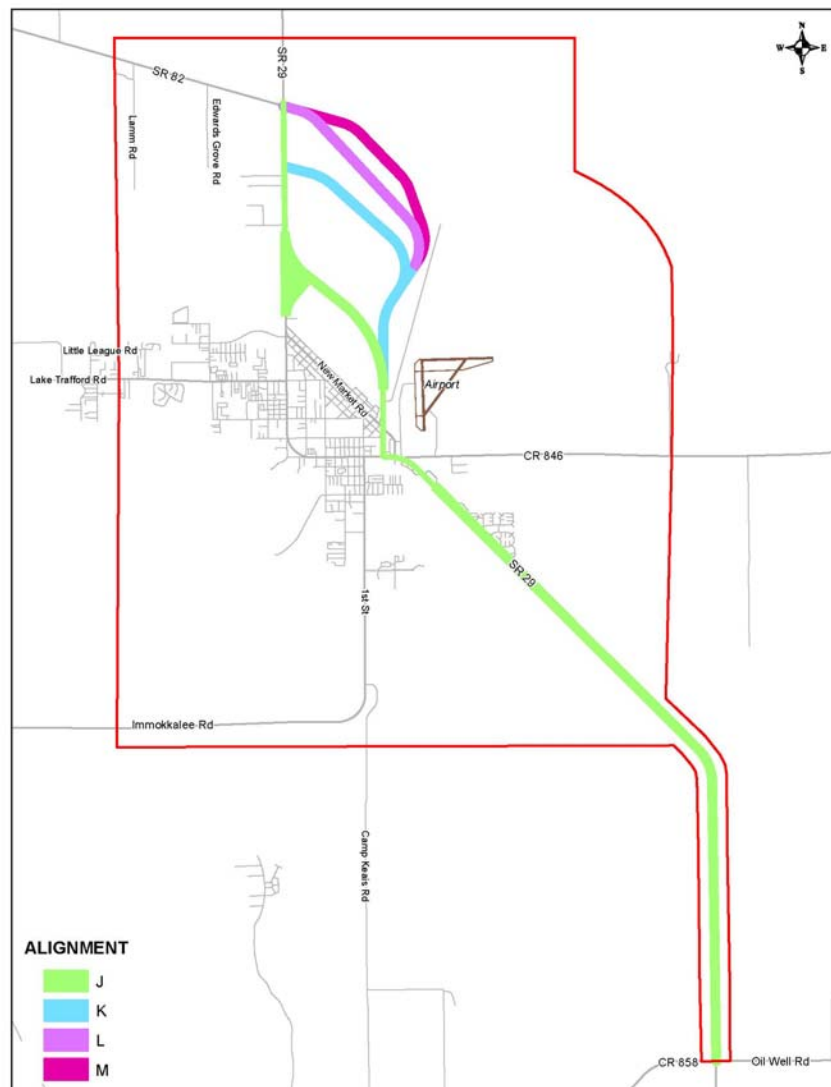 N
W E
S
SR 29
SR 82
Lamm Rd
Edwards Grove Rd
Little League Rd
Lake Trafford Rd
New Market Rd
Airport
CR 846
SR 29
1st St
Immokkalee Rd
Camp Keais Rd
ALIGNMENT
J
K
L
M
CR 858
Oil Well Rd